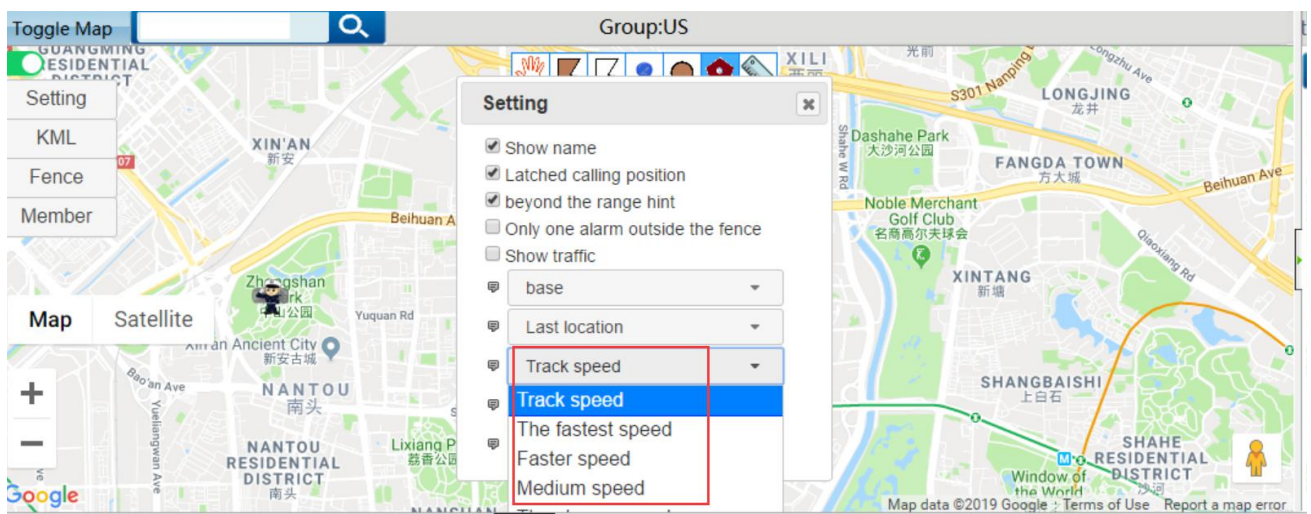 Toggle Map
Group:US
GUANGMING
RESIDENTIAL
DISTRICT
Setting
KML
Fence
Member
07
XIN'AN
新安
Beihuan A
Zhongshan
Park
中山公园
Yuquan Rd
Map Satellite
Xin'an Ancient City
新安古城
Bao'an Ave
NANTOU
南头
Yueliangwan Ave
NANTOU
RESIDENTIAL
DISTRICT
南头
Lixiang P
荔香公园
NANSHAN
Google
Setting
Show name
Latched calling position
beyond the range hint
Only one alarm outside the fence
Show traffic
base
Last location
Track speed
Track speed
The fastest speed
Faster speed
Medium speed
XILI
西丽
光前
S301 Nanping
Congzhu Ave
LONGJING
龙井
Shahe W Rd
Dashahe Park
大沙河公园
FANGDA TOWN
方大城
Beihuan Ave
Noble Merchant
Golf Club
名商高尔夫球会
Qiaoxiang Rd
XINTANG
新塘
SHANGBAISHI
上白石
SHAHE
RESIDENTIAL
DISTRICT
沙河
M
Window of
the World
Map data ©2019 Google
Terms of Use
Report a map error